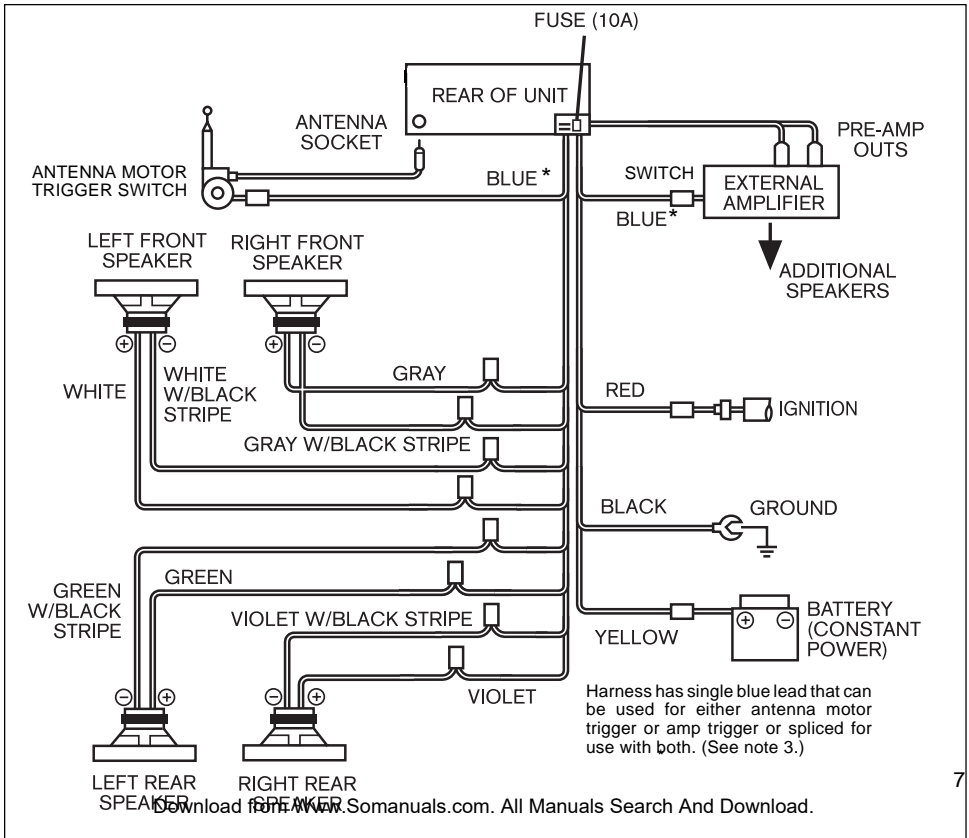 FUSE (10A)
REAR OF UNIT
ANTENNA
SOCKET
PRE-AMP
OUTS
ANTENNA MOTOR
TRIGGER SWITCH
BLUE *
SWITCH
EXTERNAL
AMPLIFIER
BLUE*
LEFT FRONT
SPEAKER
RIGHT FRONT
SPEAKER
ADDITIONAL
SPEAKERS
+ −
+ −
WHITE
WHITE
W/BLACK
STRIPE
GRAY
RED
IGNITION
GRAY W/BLACK STRIPE
BLACK
GROUND
GREEN
W/BLACK
STRIPE
GREEN
VIOLET W/BLACK STRIPE
YELLOW
+ −
BATTERY
(CONSTANT
POWER)
− +
− +
VIOLET
Harness has single blue lead that can
be used for either antenna motor
trigger or amp trigger or spliced for
use with both. (See note 3.)
*
LEFT REAR
SPEAKER
RIGHT REAR
SPEAKER
7
Download from Www.Somanuals.com. All Manuals Search And Download.